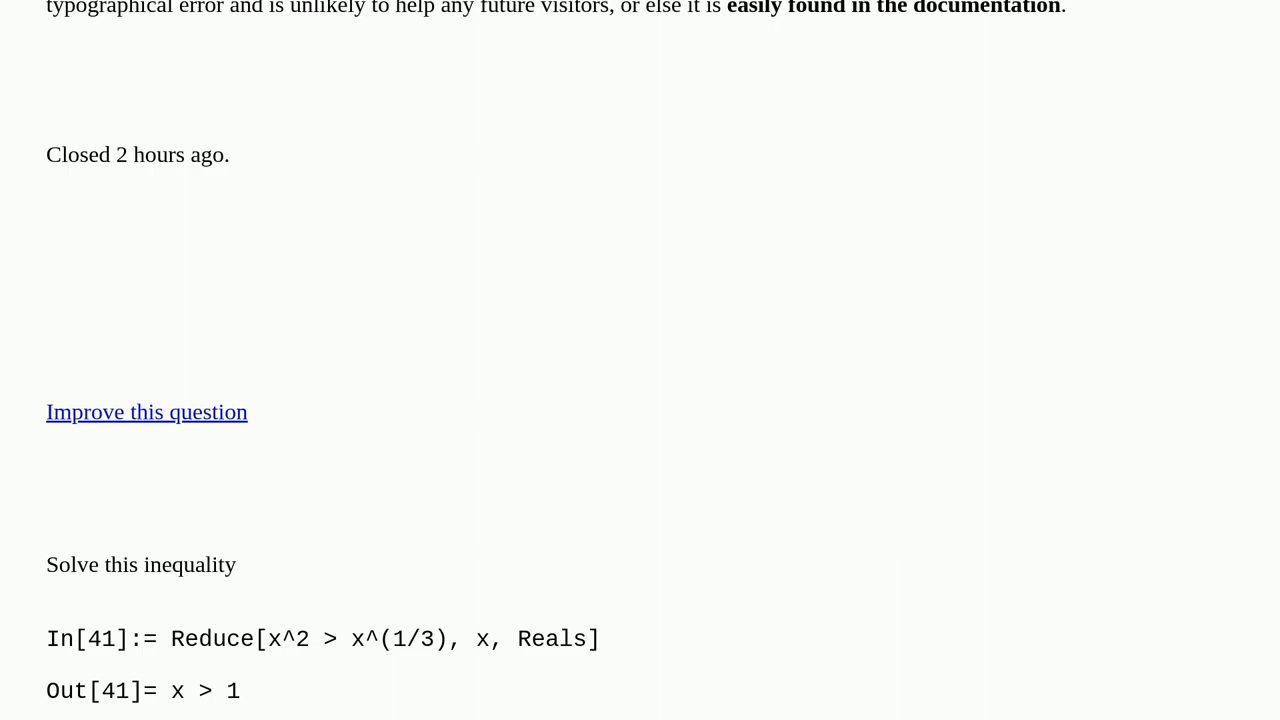 typographical error and is unlikely to help any future visitors, or else it is easily found in the documentation.
Closed 2 hours ago.
Improve this question
Solve this inequality
In[41]:= Reduce[x^2 > x^(1/3), x, Reals]
Out[41]= x > 1